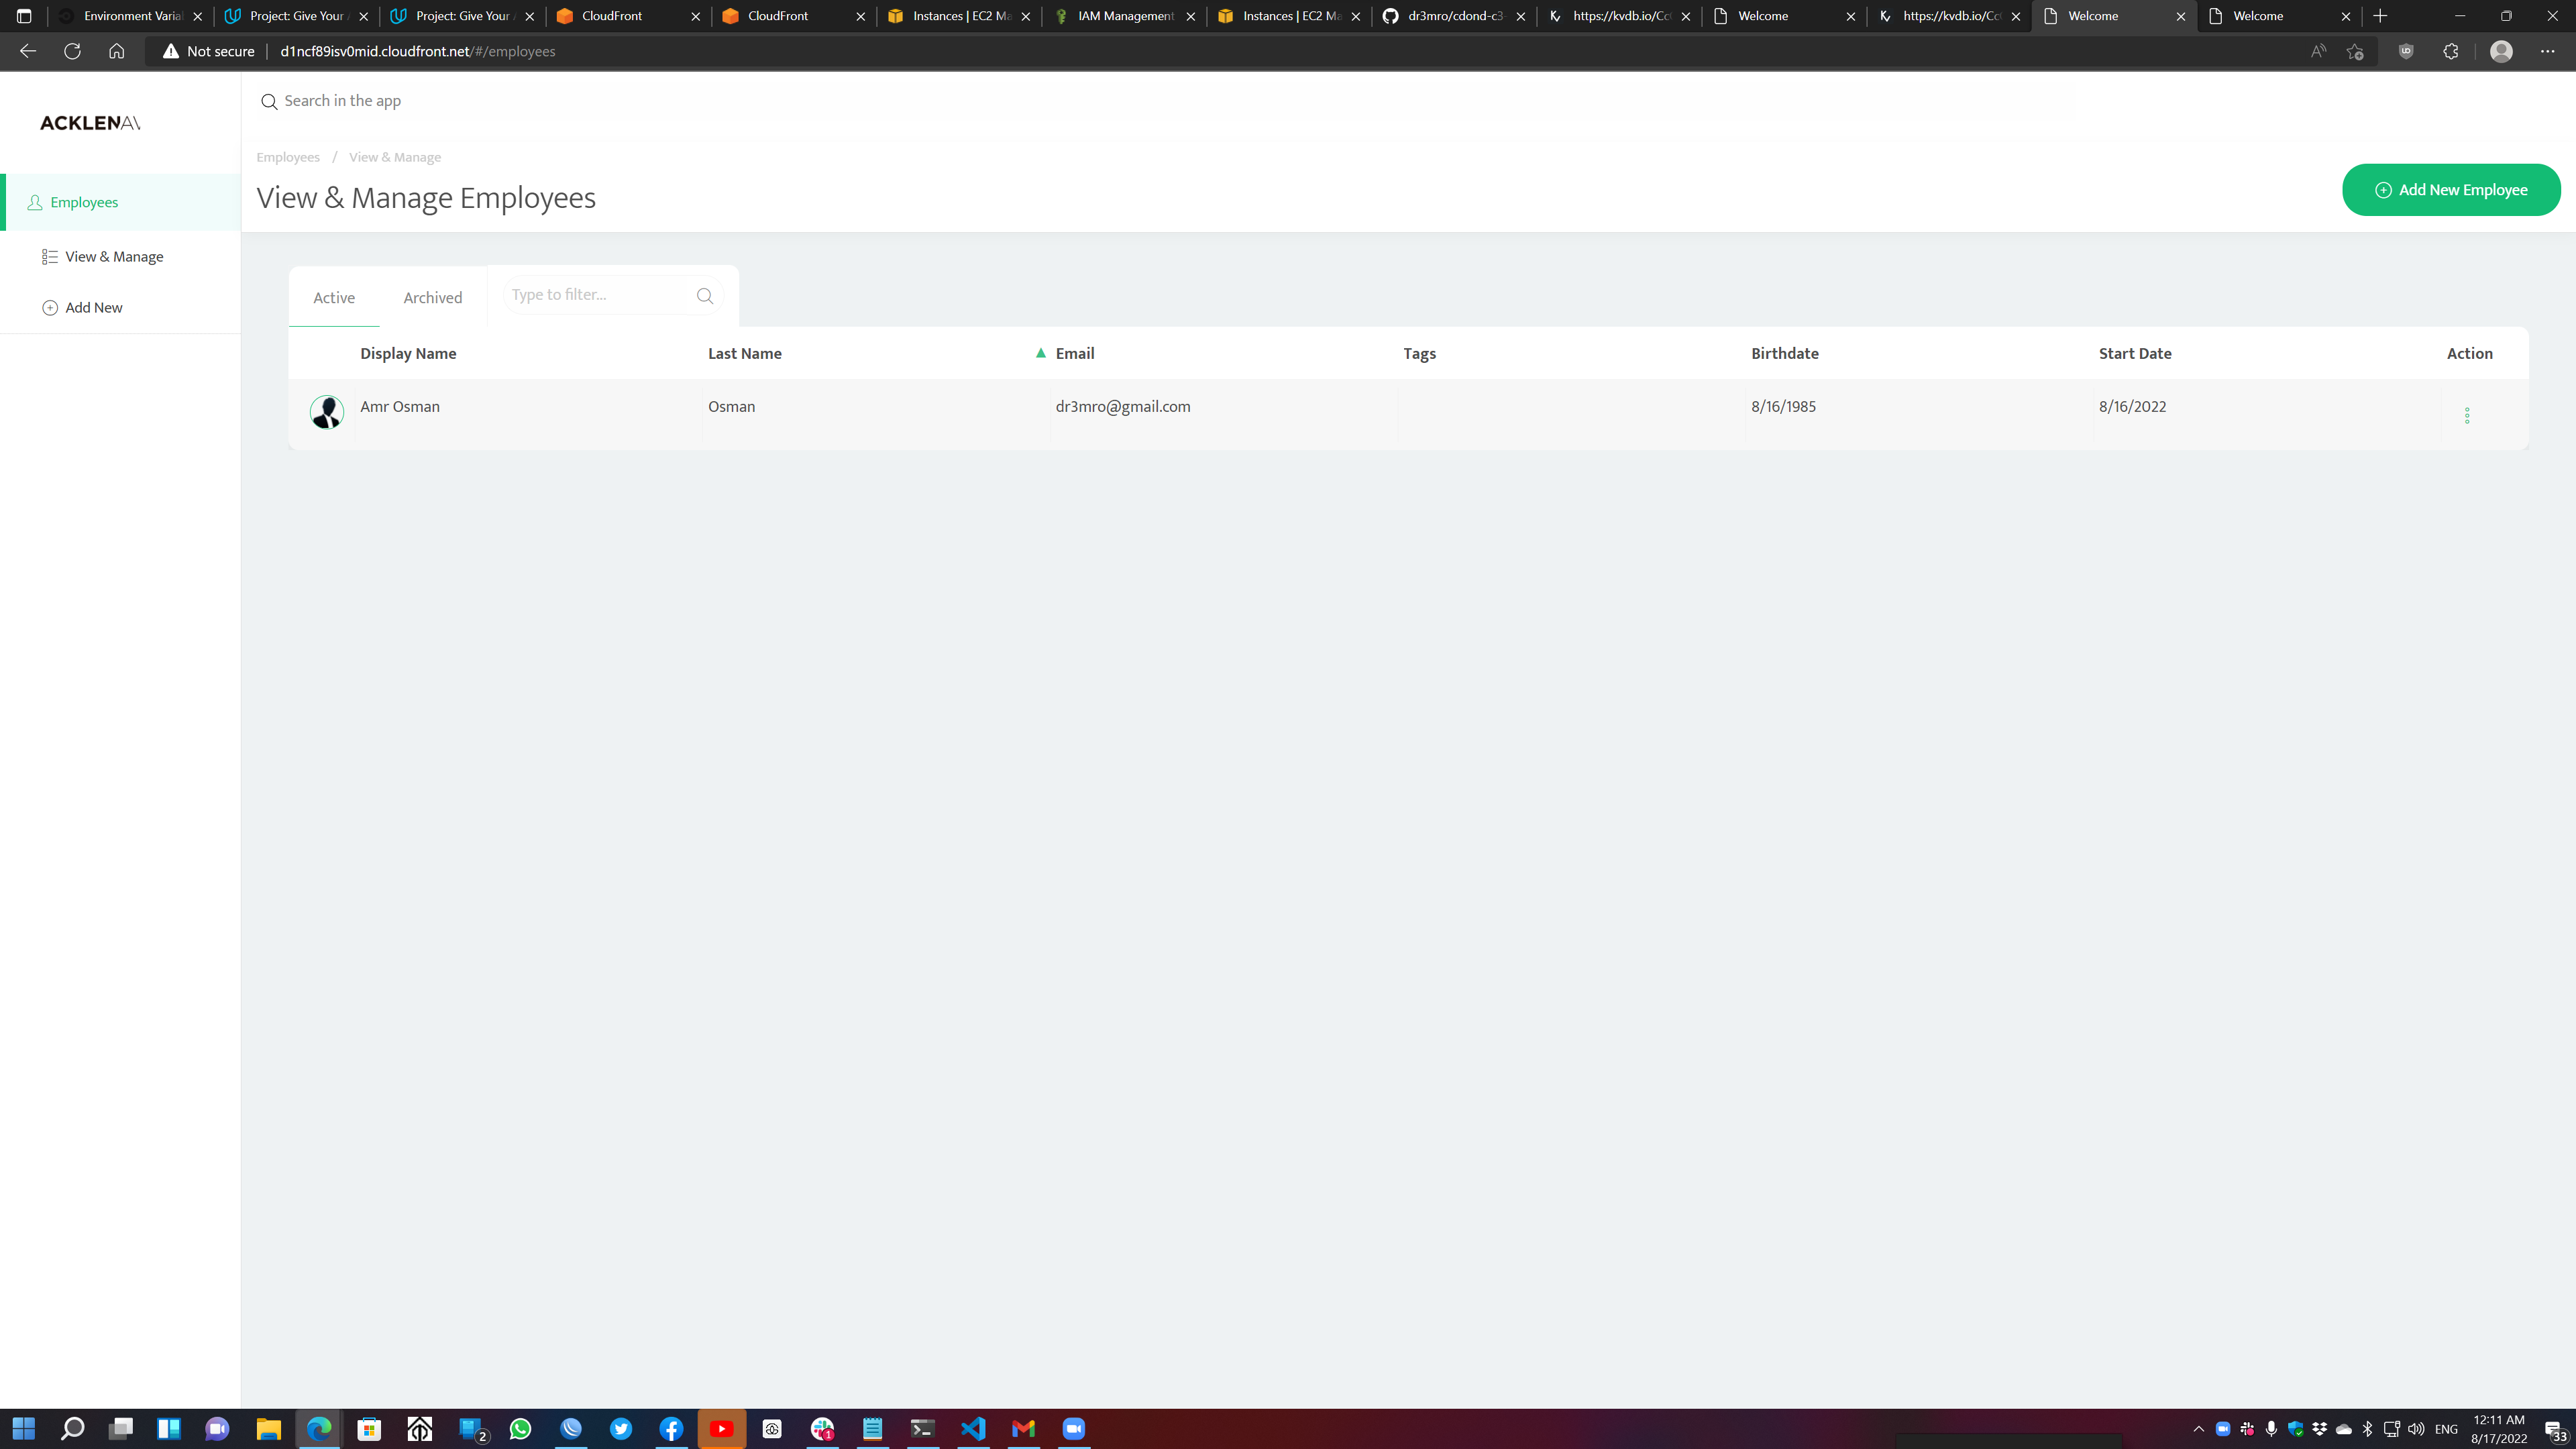 Environment Varia
Project: Give Your A
Project: Give Your A
CloudFront
CloudFront
Instances | EC2 Ma
IAM Management
Instances | EC2 Ma
dr3mro/cdond-c3-
https://kvdb.io/Cc
Welcome
https://kvdb.io/Cc
Welcome
Welcome
Not secure
d1ncf89isv0mid.cloudfront.net/#/employees
ACKLENAV
Search in the app
Employees / View & Manage
View & Manage Employees
Add New Employee
Employees
View & Manage
Add New
Active
Archived
Type to filter...
Display Name Last Name Email Tags Birthdate Start Date Action
Amr Osman Osman dr3mro@gmail.com 8/16/1985 8/16/2022
2
1
ENG
12:11 AM
8/17/2022
33